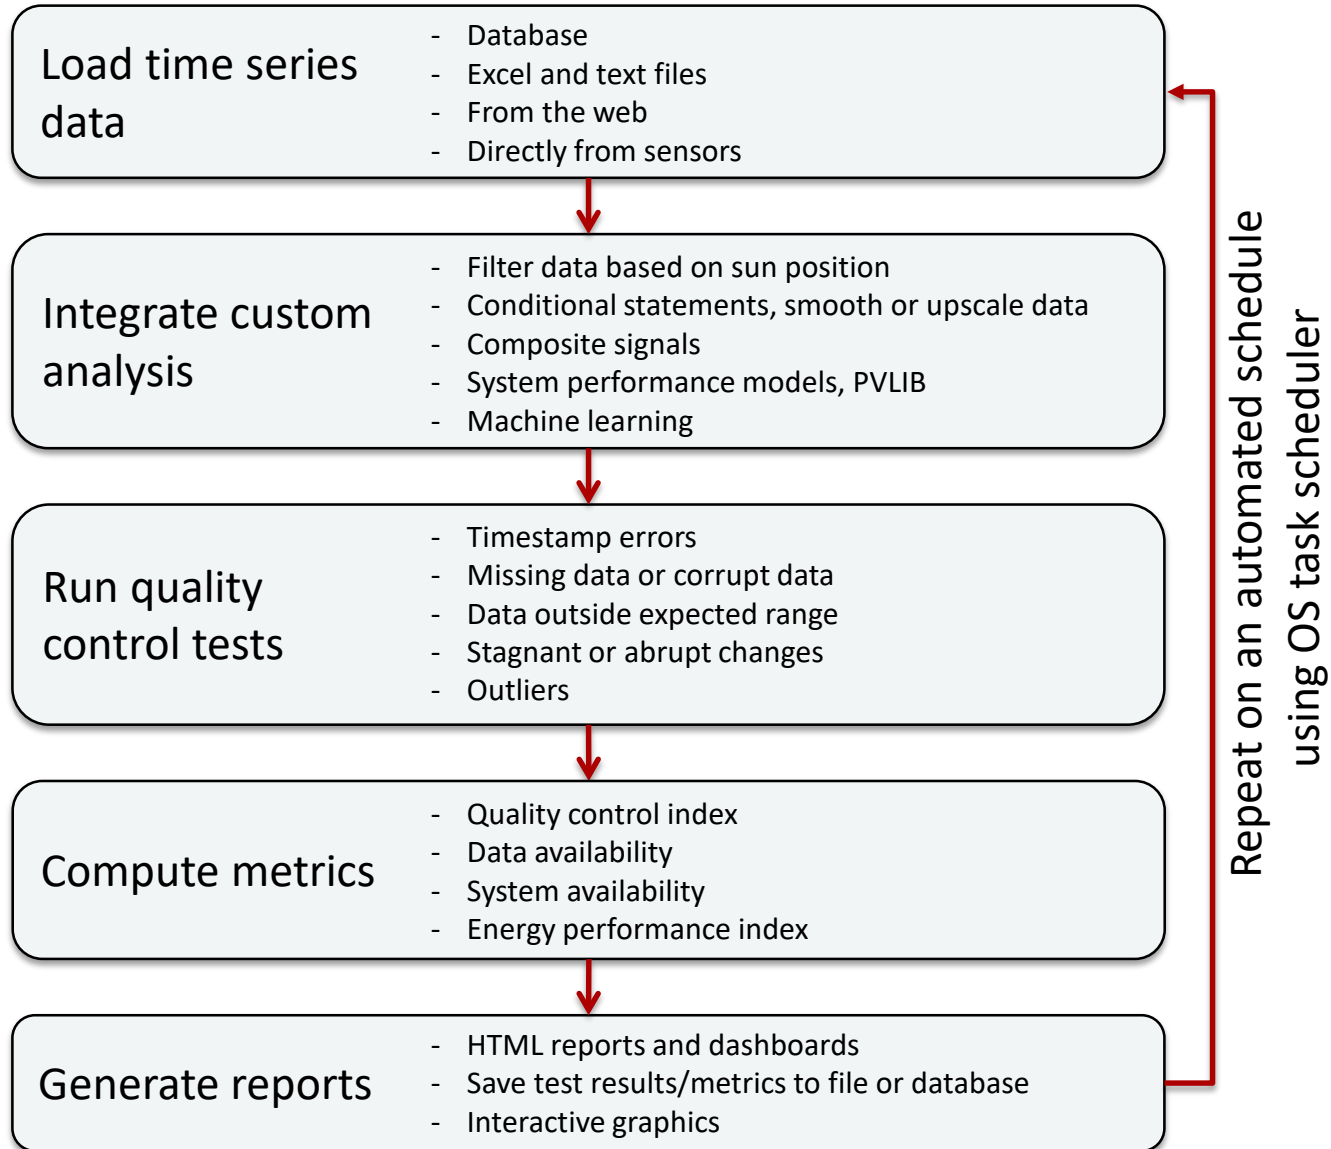 Load time series
data
- Database
- Excel and text files
- From the web
- Directly from sensors
Integrate custom
analysis
- Filter data based on sun position
- Conditional statements, smooth or upscale data
- Composite signals
- System performance models, PVLIB
- Machine learning
Run quality
control tests
- Timestamp errors
- Missing data or corrupt data
- Data outside expected range
- Stagnant or abrupt changes
- Outliers
Compute metrics
- Quality control index
- Data availability
- System availability
- Energy performance index
Generate reports
- HTML reports and dashboards
- Save test results/metrics to file or database
- Interactive graphics
Repeat on an automated schedule
using OS task scheduler